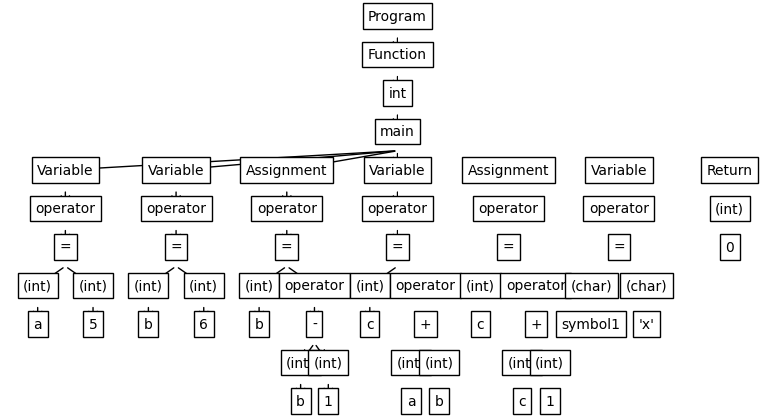 Program
Function
int
main
Variable Variable Assignment Variable Assignment Variable Return
operator operator operator operator operator operator (int)
= = = = = = 0
(int) (int) (int) (int) (int) operator (int) operator (int) operator (char) (char)
a 5 b 6 b - c + c + symbol1 'x'
(int) (int) (int) (int) (int) (int)
b 1 a b c 1